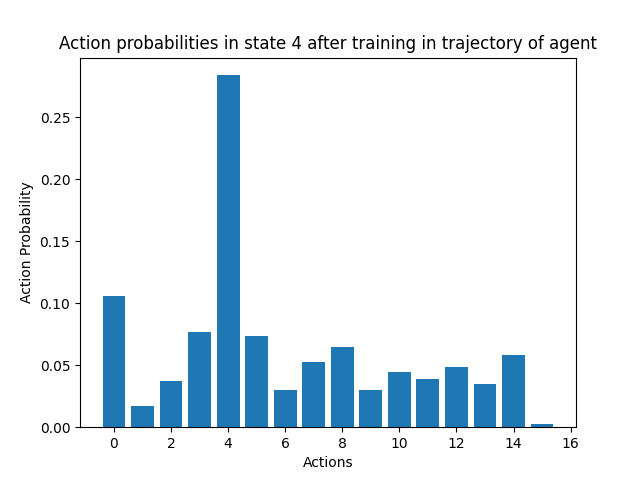 Action probabilities in state 4 after training in trajectory of agent
0.25
0.20
0.15
0.10
0.05
0.00
Action Probability
0 2 4 6 8 10 12 14 16
Actions